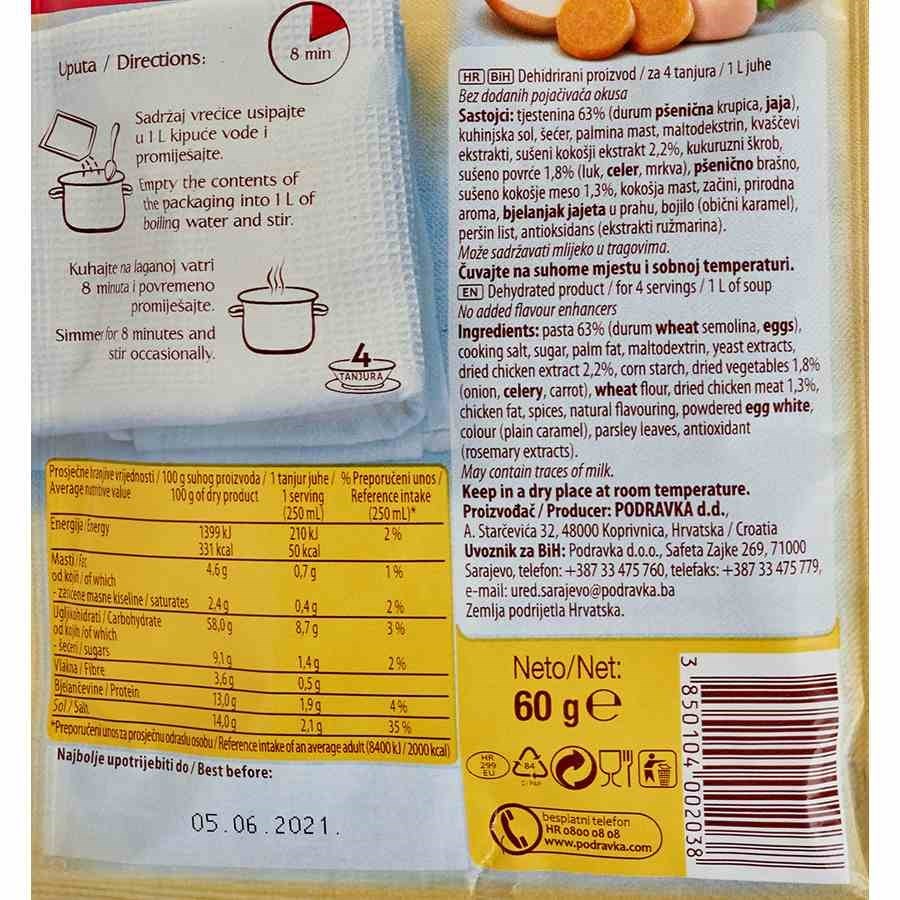 Uputa / Directions:
8 min
Sadržaj vrećice usipajte
u 1 L kipuće vode i
promiješajte.
Empty the contents of
the packaging into 1 L of
boiling water and stir.
Kuhajte na laganoj vatri
8 minuta i povremeno
promiješajte.
Simmer for 8 minutes and
stir occasionally.
4
TANJURA
HR BiH Dehidrirani proizvod / za 4 tanjura / 1 L juhe
Bez dodanih pojačivača okusa
Sastojci: tjestenina 63% (durum pšenična krupica, jaja),
kuhinjska sol, šećer, palmina mast, maltodekstrin, kvaščevi
ekstrakti, sušeni kokošji ekstrakt 2,2%, kukuruzni škrob,
sušeno povrće 1,8% (luk, celer, mrkva), pšenično brašno,
sušeno kokošje meso 1,3%, kokošja mast, začini, prirodna
aroma, bjelanjak jajeta u prahu, bojilo (obični karamel),
peršin list, antioksidans (ekstrakti ružmarina).
Može sadržavati mlijeko u tragovima.
Čuvajte na suhome mjestu i sobnoj temperaturi.
EN Dehydrated product / for 4 servings / 1 L of soup
No added flavour enhancers
Ingredients: pasta 63% (durum wheat semolina, eggs),
cooking salt, sugar, palm fat, maltodextrin, yeast extracts,
dried chicken extract 2,2%, corn starch, dried vegetables 1,8%
(onion, celery, carrot), wheat flour, dried chicken meat 1,3%,
chicken fat, spices, natural flavouring, powdered egg white,
colour (plain caramel), parsley leaves, antioxidant
(rosemary extracts).
May contain traces of milk.
Keep in a dry place at room temperature.
Proizvođač / Producer: PODRAVKA d.d.,
A. Starčevića 32, 48000 Koprivnica, Hrvatska / Croatia
Uvoznik za BiH: Podravka d.o.o., Safeta Zajke 269, 71000
Sarajevo, telefon: +387 33 475 760, telefaks: +387 33 475 779,
e-mail: ured.sarajevo@podravka.ba
Zemlja podrijetla Hrvatska.
Prosječne hranjive vrijednosti / 100 g suhog proizvoda / 1 tanjur juhe / % Preporučeni unos /
Average nutritive value 100 g of dry product 1 serving Reference intake
(250 mL) (250 mL)*
Energija / Energy 1399 kJ 210 kJ 2 %
331 kcal 50 kcal
Masti / Fat 4,6 g 0,7 g 1 %
od kojih / of which
- zasićene masne kiseline / saturates 2,4 g 0,4 g 2 %
Ugljikohidrati / Carbohydrate 58,0 g 8,7 g 3 %
od kojih / of which
- šećeri / sugars 9,1 g 1,4 g 2 %
Vlakna / Fibre 3,6 g 0,5 g
Bjelančevine / Protein 13,0 g 1,9 g 4 %
Sol / Salt 14,0 g 2,1 g 35 %
*Preporučeni unos za prosječnu odraslu osobu / Reference intake of an average adult (8400 kJ / 2000 kcal)
Najbolje upotrijebiti do / Best before:
05.06.2021.
Neto/Net:
60 g e
HR
299
EU
84
C/PAP
besplatni telefon
HR 0800 08 08
www.podravka.com
3 850104 002038